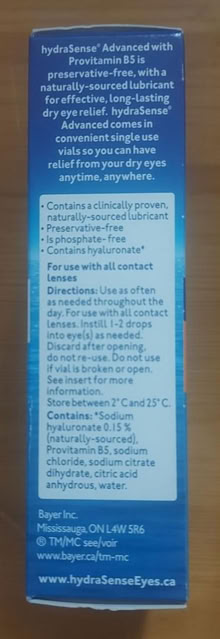 hydraSense® Advanced with
Provitamin B5 is
preservative-free, with a
naturally-sourced lubricant
for effective, long-lasting
dry eye relief. hydraSense®
Advanced comes in
convenient single use
vials so you can have
relief from your dry eyes
anytime, anywhere.
• Contains a clinically proven,
naturally-sourced lubricant
• Preservative-free
• Is phosphate-free
• Contains hyaluronate*
For use with all contact
lenses
Directions: Use as often
as needed throughout the
day. For use with all contact
lenses. Instill 1-2 drops
into eye(s) as needed.
Discard after opening,
do not re-use. Do not use
if vial is broken or open.
See insert for more
information.
Store between 2°C and 25°C.
Contains: *Sodium
hyaluronate 0.15 %
(naturally-sourced),
Provitamin B5, sodium
chloride, sodium citrate
dihydrate, citric acid
anhydrous, water.
Bayer Inc.
Mississauga, ON L4W 5R6
® TM/MC see/voir
www.bayer.ca/tm-mc
www.hydraSenseEyes.ca